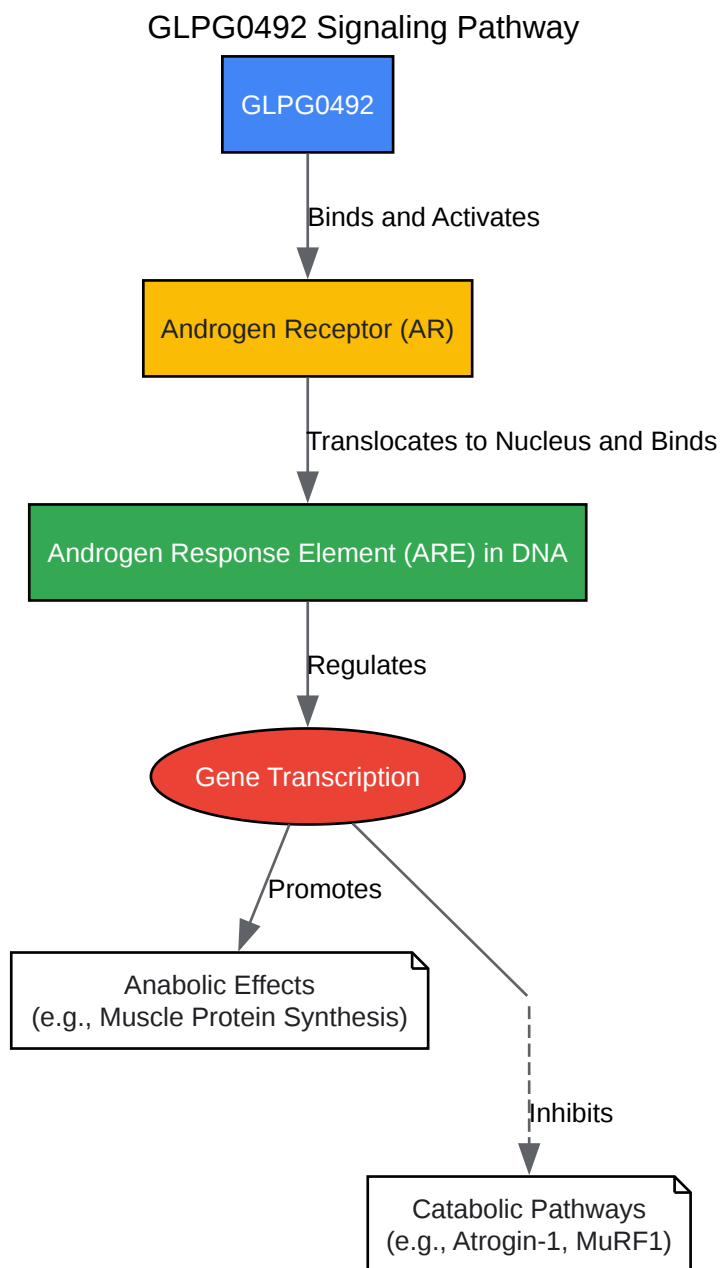 GLPG0492 Signaling Pathway
GLPG0492
Binds and Activates
Androgen Receptor (AR)
Translocates to Nucleus and Binds
Androgen Response Element (ARE) in DNA
Regulates
Gene Transcription
Promotes
Anabolic Effects
(e.g., Muscle Protein Synthesis)
Inhibits
Catabolic Pathways
(e.g., Atrogin-1, MuRF1)